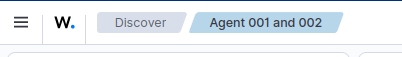 W.
Discover
Agent 001 and 002